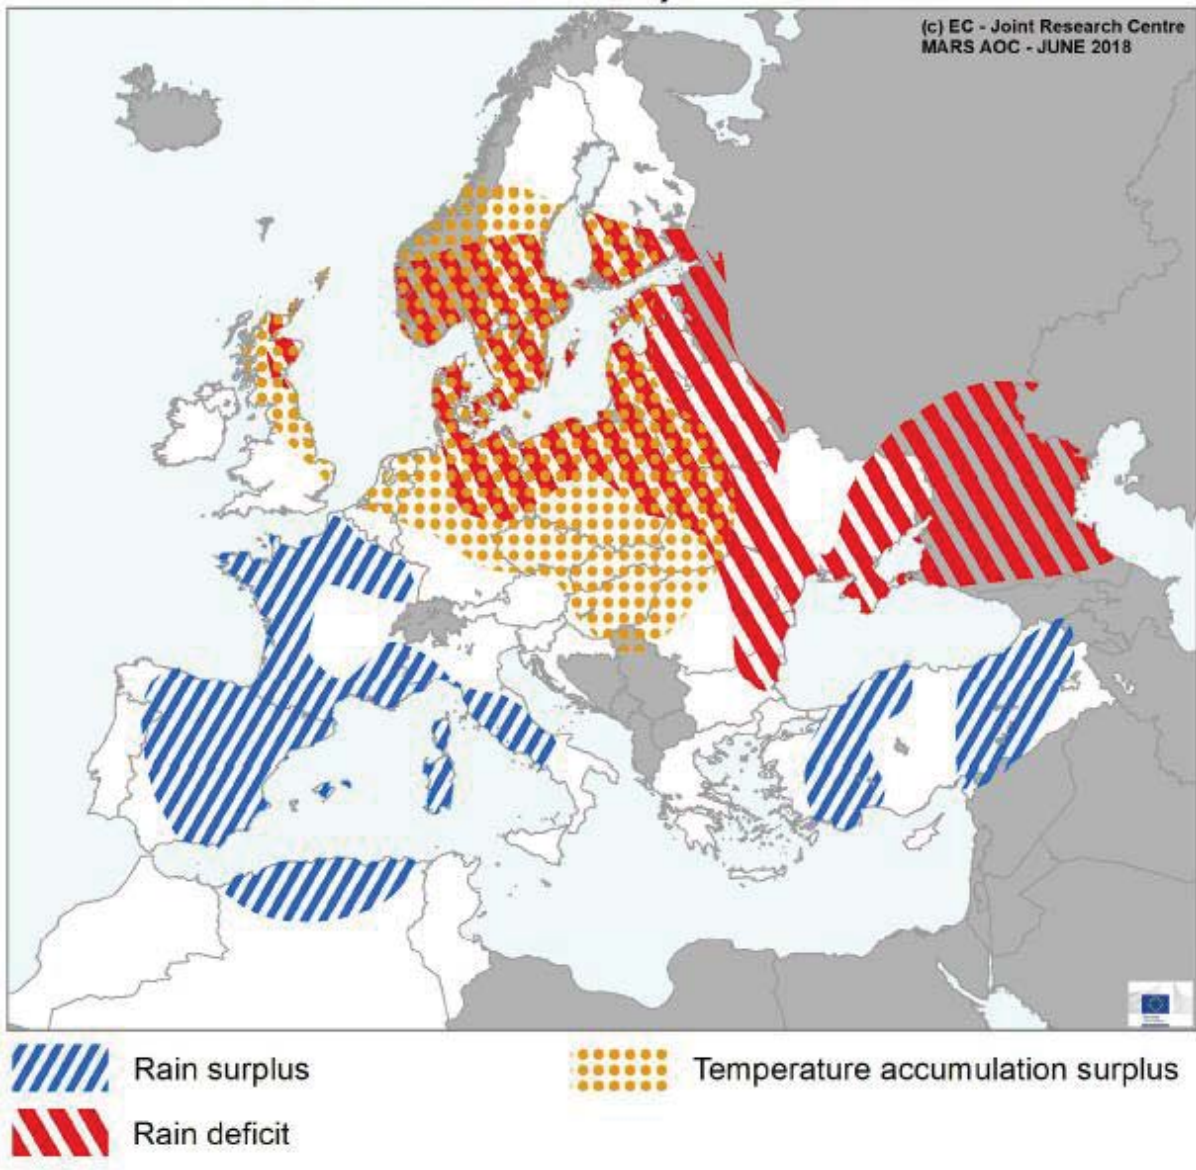 (c) EC - Joint Research Centre
MARS AOC - JUNE 2018
Rain surplus
Temperature accumulation surplus
Rain deficit